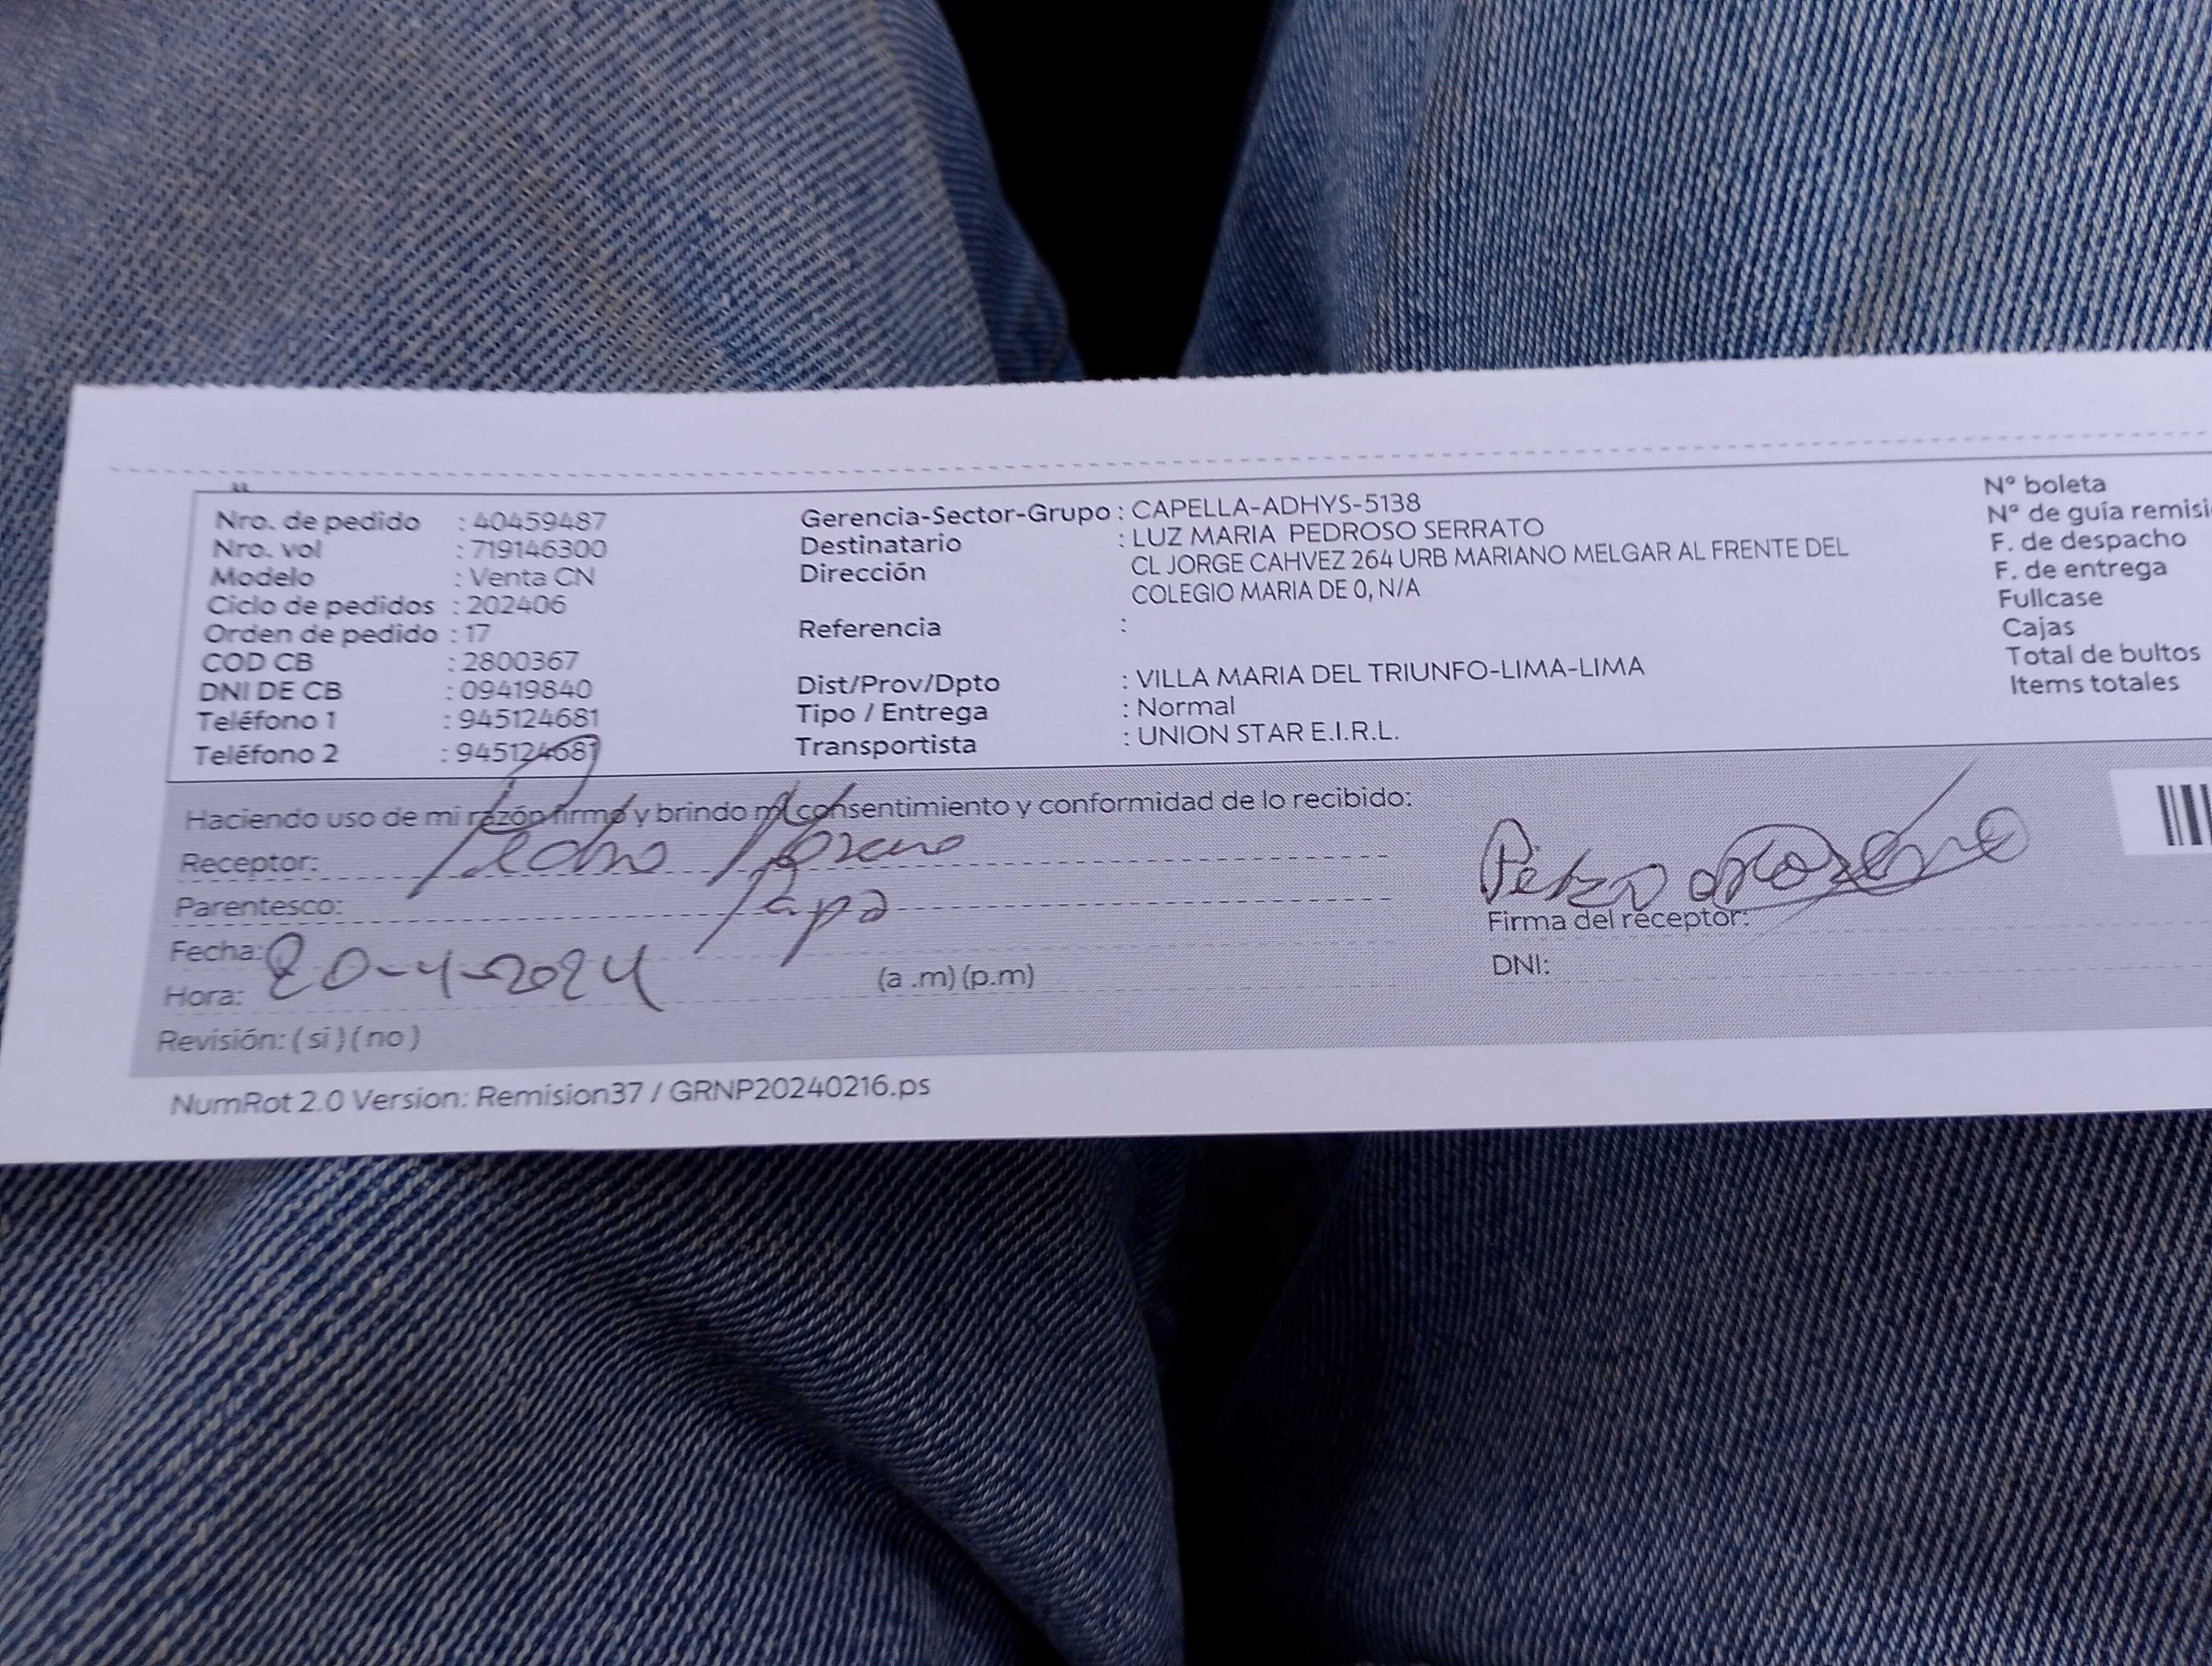 Nro. de pedido : 40459487
Nro. vol : 719146300
Modelo : Venta CN
Ciclo de pedidos : 202406
Orden de pedido : 17
COD CB : 2800367
DNI DE CB : 09419840
Teléfono 1 : 945124681
Teléfono 2 : 945124681
Gerencia-Sector-Grupo : CAPELLA-ADHYS-5138
Destinatario : LUZ MARIA PEDROSO SERRATO
Dirección : CL JORGE CAHVEZ 264 URB MARIANO MELGAR AL FRENTE DEL
COLEGIO MARIA DE 0, N/A
Referencia :
Dist/Prov/Dpto : VILLA MARIA DEL TRIUNFO-LIMA-LIMA
Tipo / Entrega : Normal
Transportista : UNION STAR E.I.R.L.
N° boleta
N° de guía remisi
F. de despacho
F. de entrega
Fullcase
Cajas
Total de bultos
Items totales
Haciendo uso de mi razón firmo y brindo mi consentimiento y conformidad de lo recibido:
Receptor: Pedro Moreno
Parentesco: Papa
Fecha: 20-4-2024
Hora: (a .m) (p.m)
Revisión: ( si ) ( no )
Pedro Moreno
Firma del receptor:
DNI:
NumRot 2.0 Version: Remision37 / GRNP20240216.ps